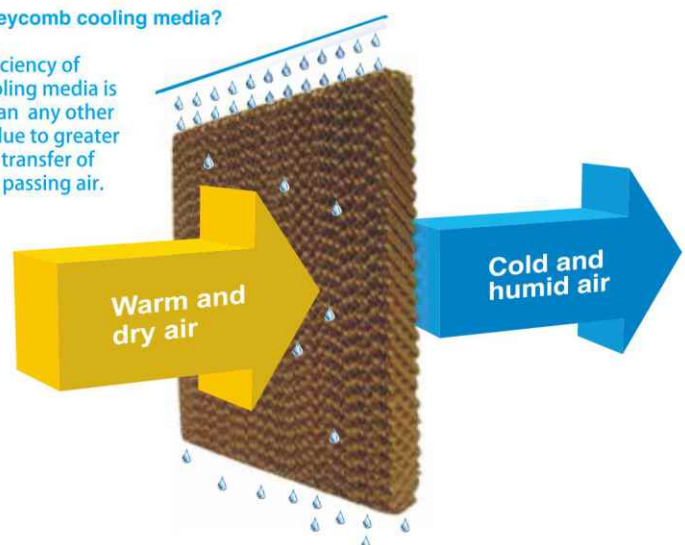 eycomb cooling media?
ciency of
oling media is
an any other
due to greater
transfer of
passing air.
Warm and
dry air
Cold and
humid air